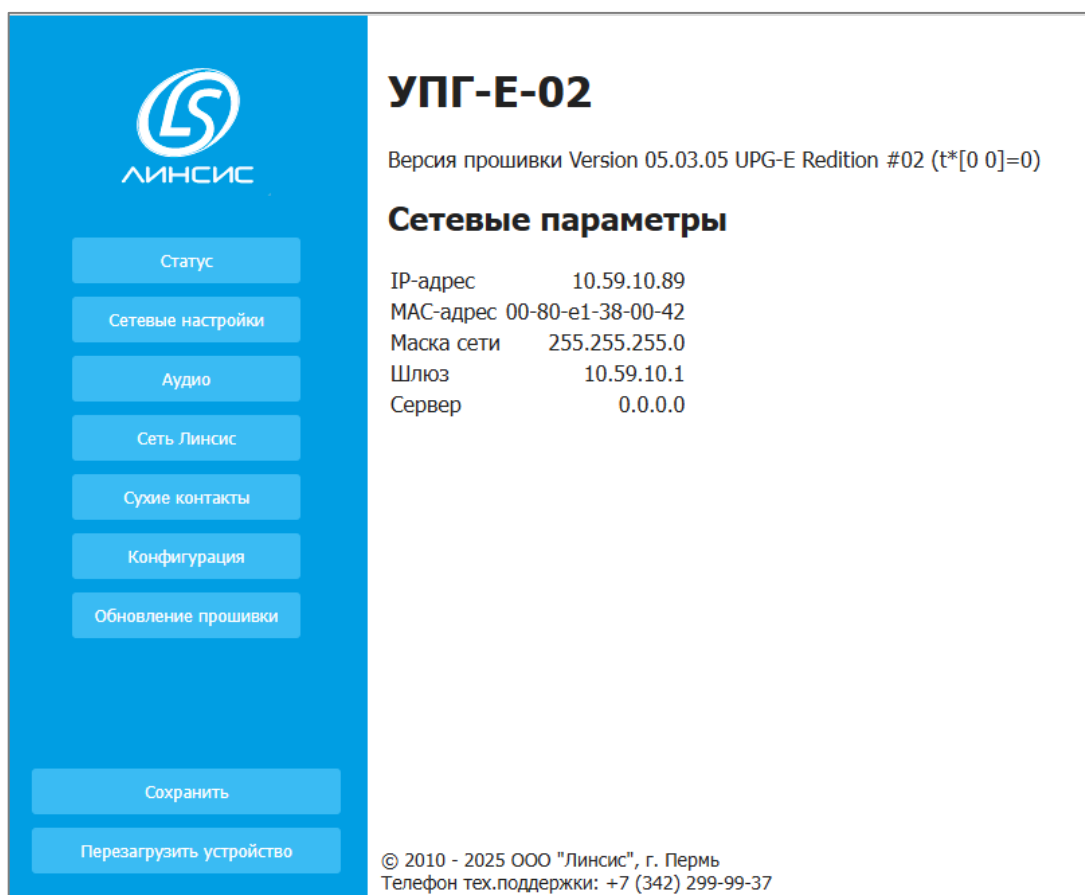 ЛИНСИС
Статус
Сетевые настройки
Аудио
Сеть Линсис
Сухие контакты
Конфигурация
Обновление прошивки
Сохранить
Перезагрузить устройство
УПГ-Е-02
Версия прошивки Version 05.03.05 UPG-E Redition #02 (t*[0 0]=0)
Сетевые параметры
IP-адрес 10.59.10.89
MAC-адрес 00-80-e1-38-00-42
Маска сети 255.255.255.0
Шлюз 10.59.10.1
Сервер 0.0.0.0
© 2010 - 2025 ООО "Линсис", г. Пермь
Телефон тех.поддержки: +7 (342) 299-99-37